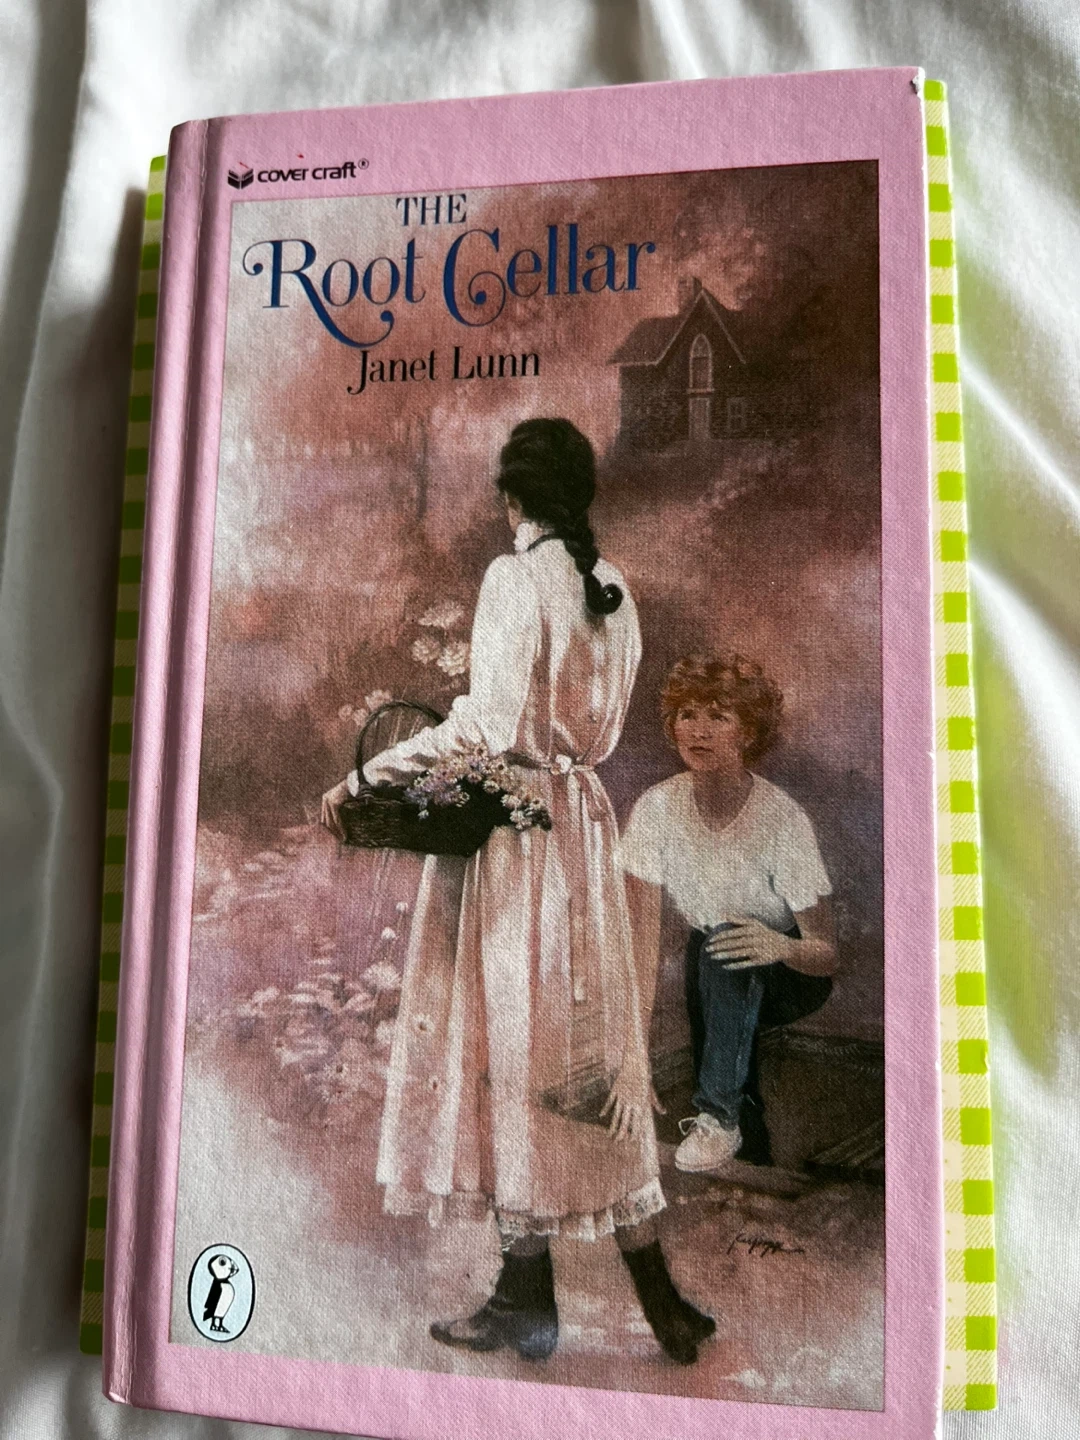 cover craft®
THE
Root Cellar
Janet Lunn